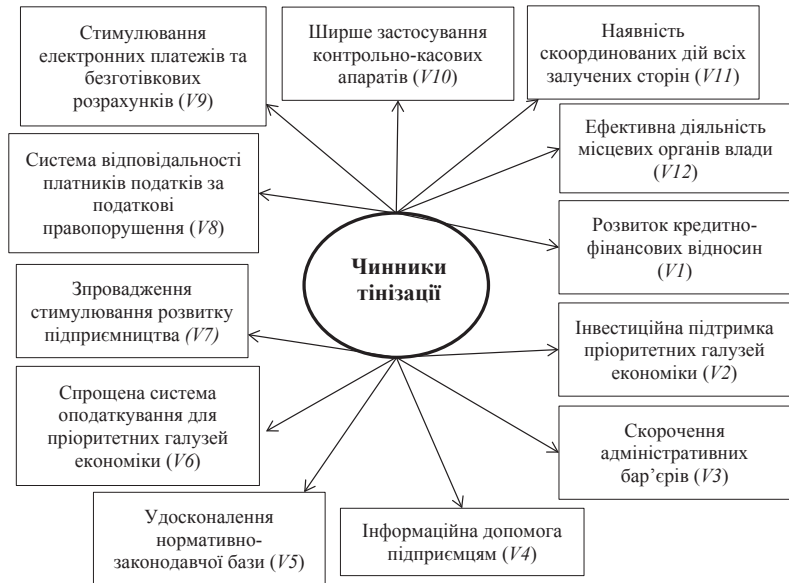 Стимулювання
електронних платежів та
безготівкових
розрахунків (V9)
Ширше застосування
контрольно-касових
апаратів (V10)
Наявність
скоординованих дій всіх
залучених сторін (V11)
Ефективна діяльність
місцевих органів влади
(V12)
Система відповідальності
платників податків за
податкові
правопорушення (V8)
Розвиток кредитно-
фінансових відносин
(V1)
Чинники
тінізації
Зпровадження
стимулювання розвитку
підприємництва (V7)
Інвестиційна підтримка
пріоритетних галузей
економіки (V2)
Спрощена система
оподаткування для
пріоритетних галузей
економіки (V6)
Скорочення
адміністративних
бар’єрів (V3)
Удосконалення
нормативно-
законодавчої бази (V5)
Інформаційна допомога
підприємцям (V4)